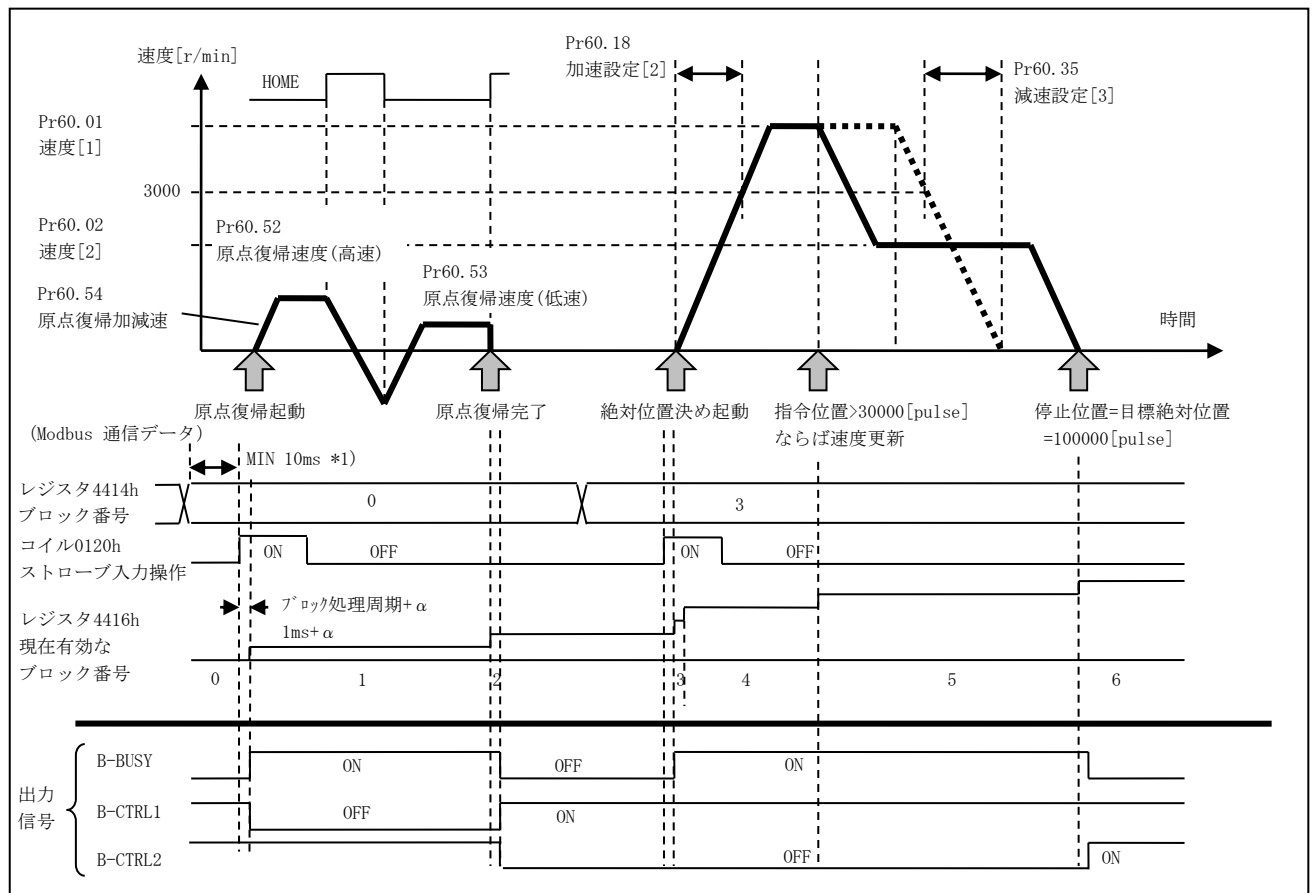 速度[r/min]
HOME
Pr60.18
加速設定[2]
Pr60.35
減速設定[3]
Pr60.01
速度[1]
3000
Pr60.02
速度[2]
Pr60.52
原点復帰速度(高速)
Pr60.53
原点復帰速度(低速)
Pr60.54
原点復帰加減速
時間
原点復帰起動
原点復帰完了
絶対位置決め起動
指令位置>30000[pulse]
ならば速度更新
停止位置=目標絶対位置
=100000[pulse]
(Modbus 通信データ)
MIN 10ms *1)
レジスタ4414h
ブロック番号
0
3
コイル0120h
ストローブ入力操作
ON
OFF
ON
OFF
ブロック処理周期+α
1ms+α
レジスタ4416h
現在有効な
ブロック番号
0
1
2
3
4
5
6
出力
信号
B-BUSY
ON
OFF
ON
B-CTRL1
OFF
ON
B-CTRL2
OFF
ON